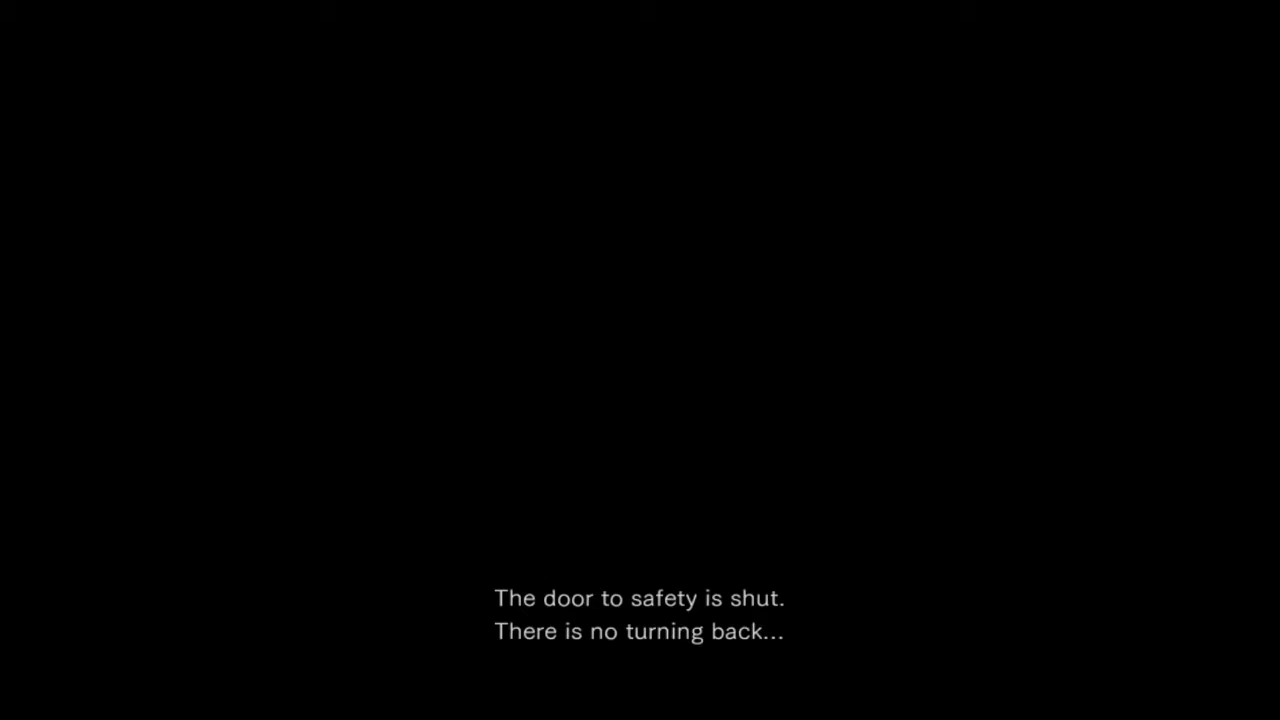 The door to safety is shut.
There is no turning back...